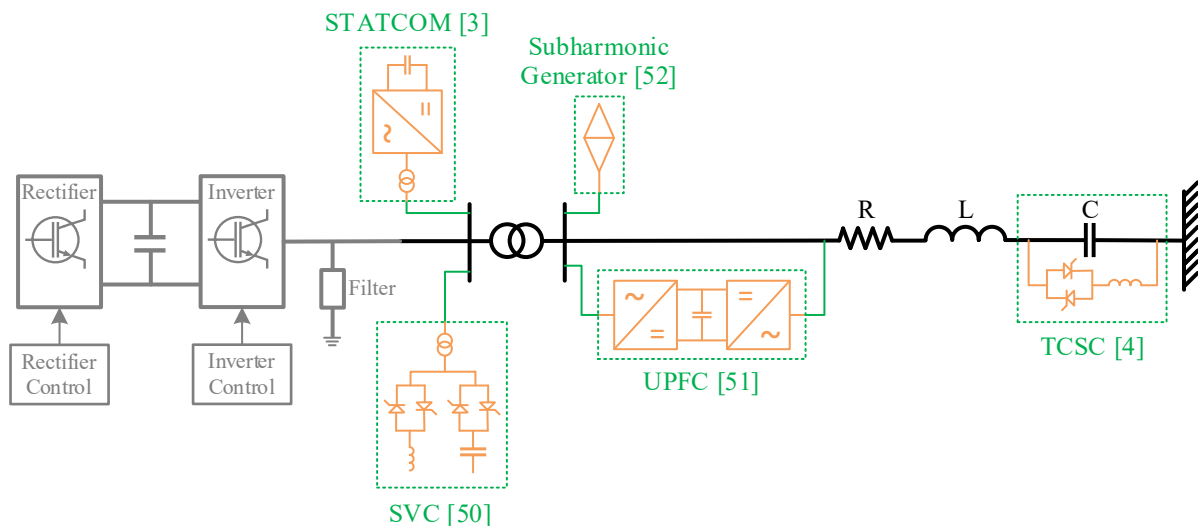 STATCOM [3]
Subharmonic
Generator [52]
Rectifier
Inverter
R
L
C
Filter
Rectifier
Control
Inverter
Control
UPFC [51]
TCSC [4]
SVC [50]